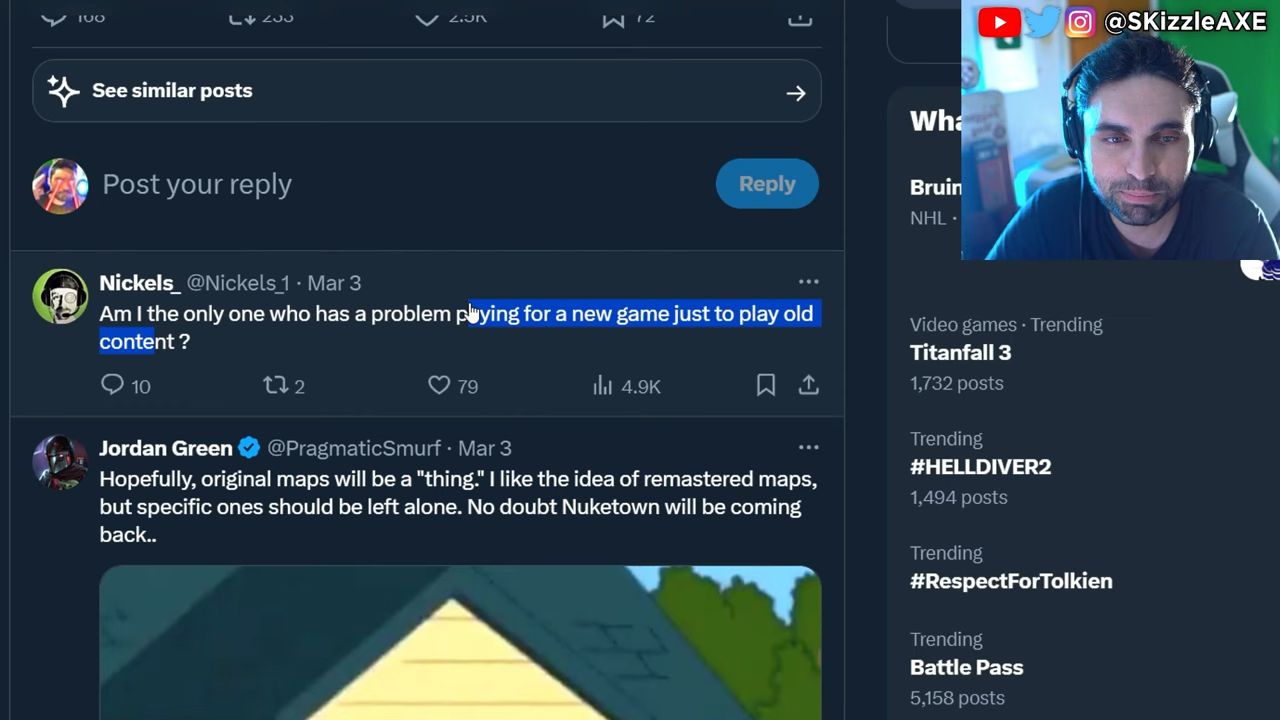 168 233 2.5K 72
@SKizzleAXE
See similar posts
Post your reply
Reply
Nickels_ @Nickels_1 · Mar 3
Am I the only one who has a problem paying for a new game just to play old
content ?
10 2 79 4.9K
Jordan Green @PragmaticSmurf · Mar 3
Hopefully, original maps will be a "thing." I like the idea of remastered maps,
but specific ones should be left alone. No doubt Nuketown will be coming
back..
Wha
Bruin
NHL ·
Video games · Trending
Titanfall 3
1,732 posts
Trending
#HELLDIVER2
1,494 posts
Trending
#RespectForTolkien
Trending
Battle Pass
5,158 posts